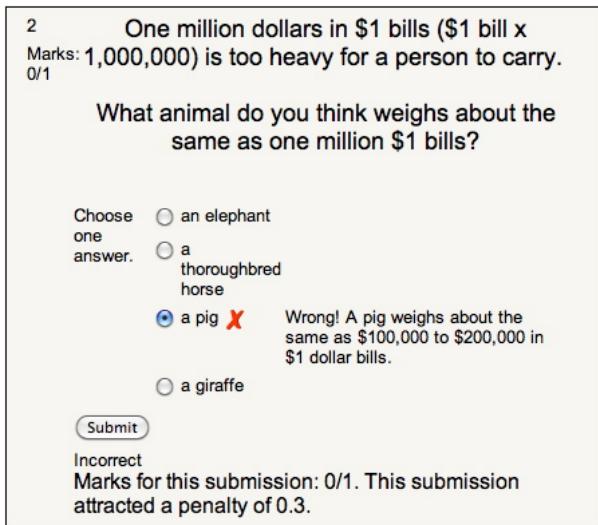 2
One million dollars in $1 bills ($1 bill x
Marks: 1,000,000) is too heavy for a person to carry.
0/1
What animal do you think weighs about the
same as one million $1 bills?
Choose
one
answer.
an elephant
a
thoroughbred
horse
a pig
Wrong! A pig weighs about the
same as $100,000 to $200,000 in
$1 dollar bills.
a giraffe
Submit
Incorrect
Marks for this submission: 0/1. This submission
attracted a penalty of 0.3.